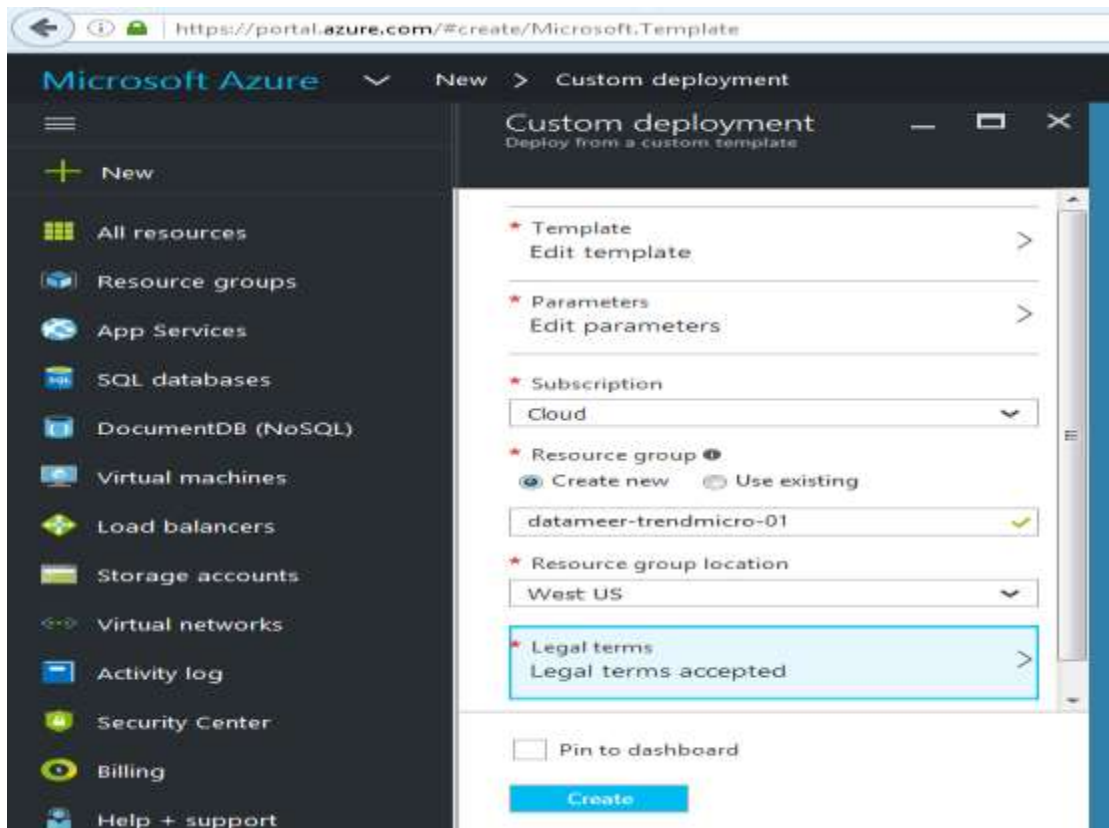 https://portal.azure.com/#create/Microsoft.Template
Microsoft Azure New > Custom deployment
Custom deployment
Deploy from a custom template
New
All resources
Resource groups
App Services
SQL databases
DocumentDB (NoSQL)
Virtual machines
Load balancers
Storage accounts
Virtual networks
Activity log
Security Center
Billing
Help + support
* Template
Edit template
* Parameters
Edit parameters
* Subscription
Cloud
* Resource group
Create new Use existing
datameer-trendmicro-01
* Resource group location
West US
* Legal terms
Legal terms accepted
Pin to dashboard
Create